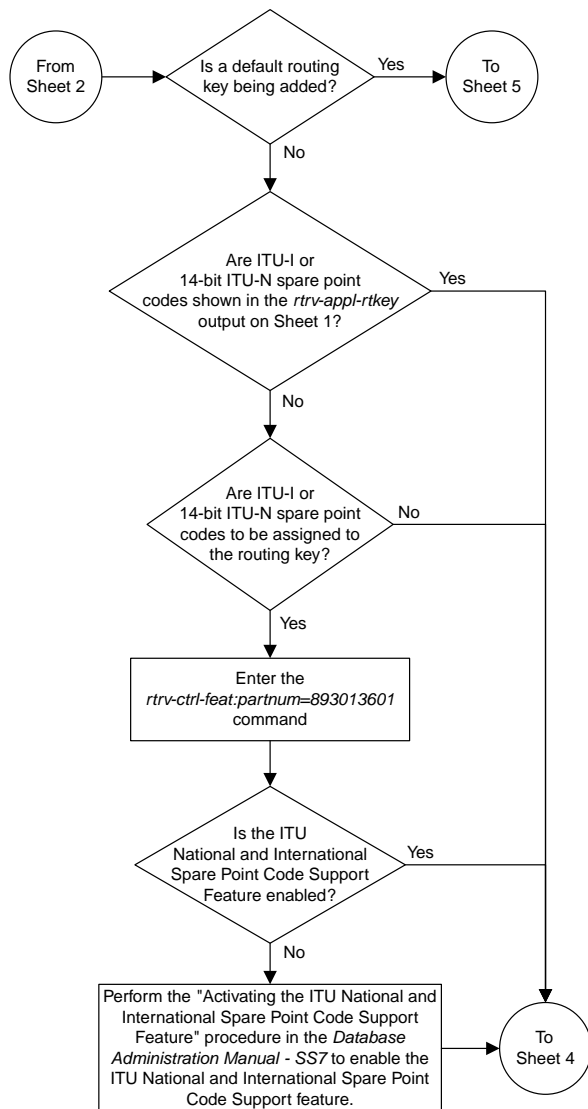 From
Sheet 2
Is a default routing
key being added?
Yes
To
Sheet 5
No
Are ITU-I or
14-bit ITU-N spare point
codes shown in the rtrv-appl-rtkey
output on Sheet 1?
Yes
No
Are ITU-I or
14-bit ITU-N spare point
codes to be assigned to
the routing key?
No
Yes
Enter the
rtrv-ctrl-feat:partnum=893013601
command
Is the ITU
National and International
Spare Point Code Support
Feature enabled?
Yes
No
Perform the "Activating the ITU National and
International Spare Point Code Support
Feature" procedure in the Database
Administration Manual - SS7 to enable the
ITU National and International Spare Point
Code Support feature.
To
Sheet 4